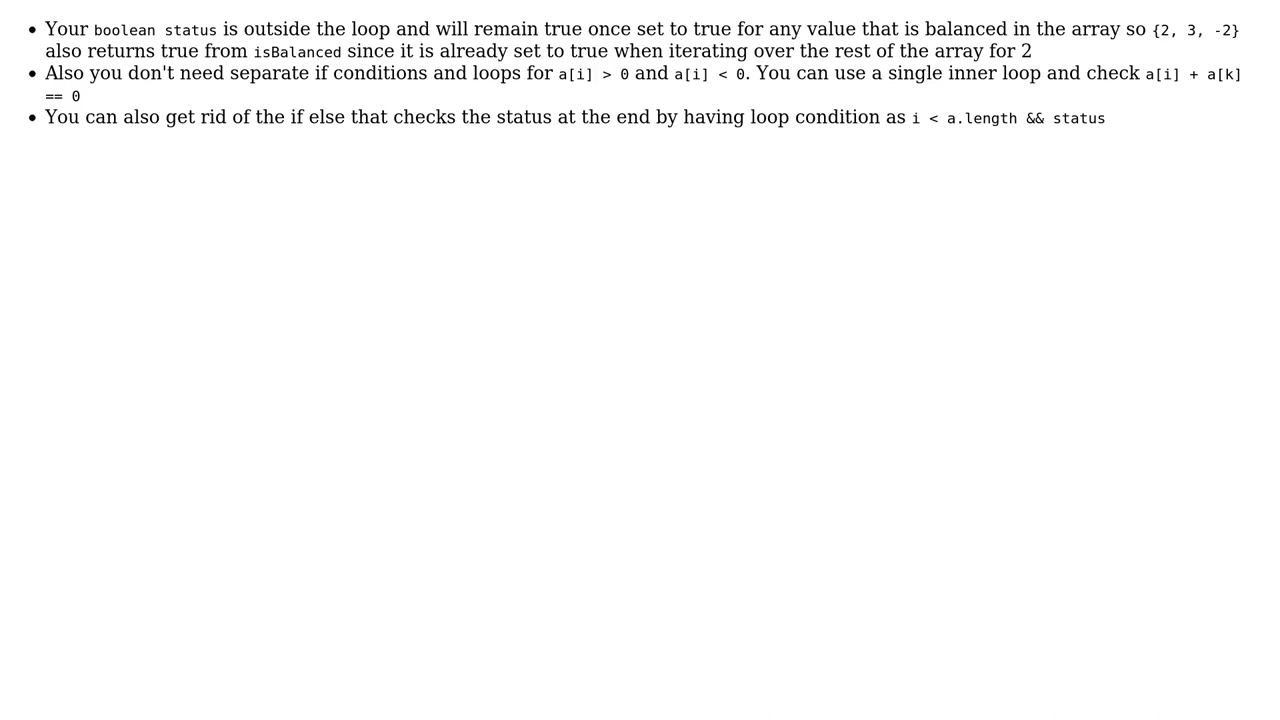 • Your boolean status is outside the loop and will remain true once set to true for any value that is balanced in the array so {2, 3, -2}
also returns true from isBalanced since it is already set to true when iterating over the rest of the array for 2
• Also you don't need separate if conditions and loops for a[i] > 0 and a[i] < 0. You can use a single inner loop and check a[i] + a[k]
== 0
• You can also get rid of the if else that checks the status at the end by having loop condition as i < a.length && status